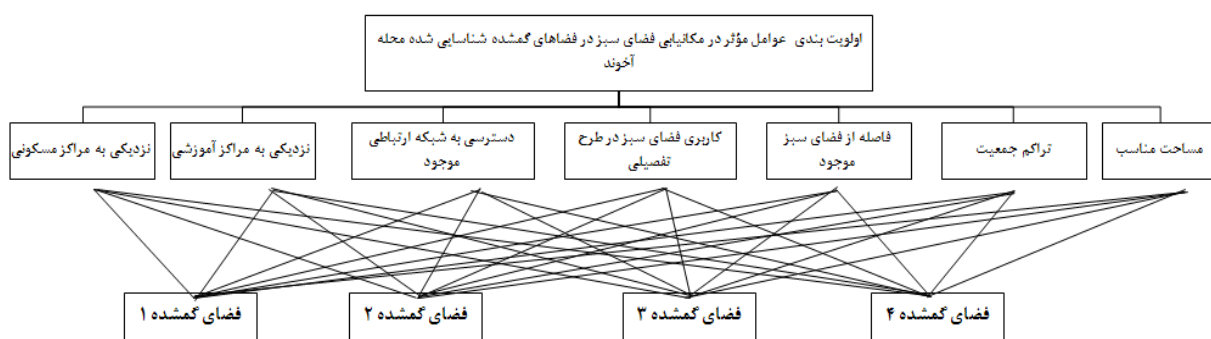 اولویت بندی عوامل مؤثر در مکانیابی فضای سبز در فضاهای گمشده شناسایی شده محله
آخوند
مساحت مناسب
تراکم جمعیت
فاصله از فضای سبز
موجود
کاربری فضای سبز در طرح
تفصیلی
دسترسی به شبکه ارتباطی
موجود
نزدیکی به مراکز آموزشی
نزدیکی به مراکز مسکونی
فضای گمشده ۴
فضای گمشده ۳
فضای گمشده ۲
فضای گمشده ۱